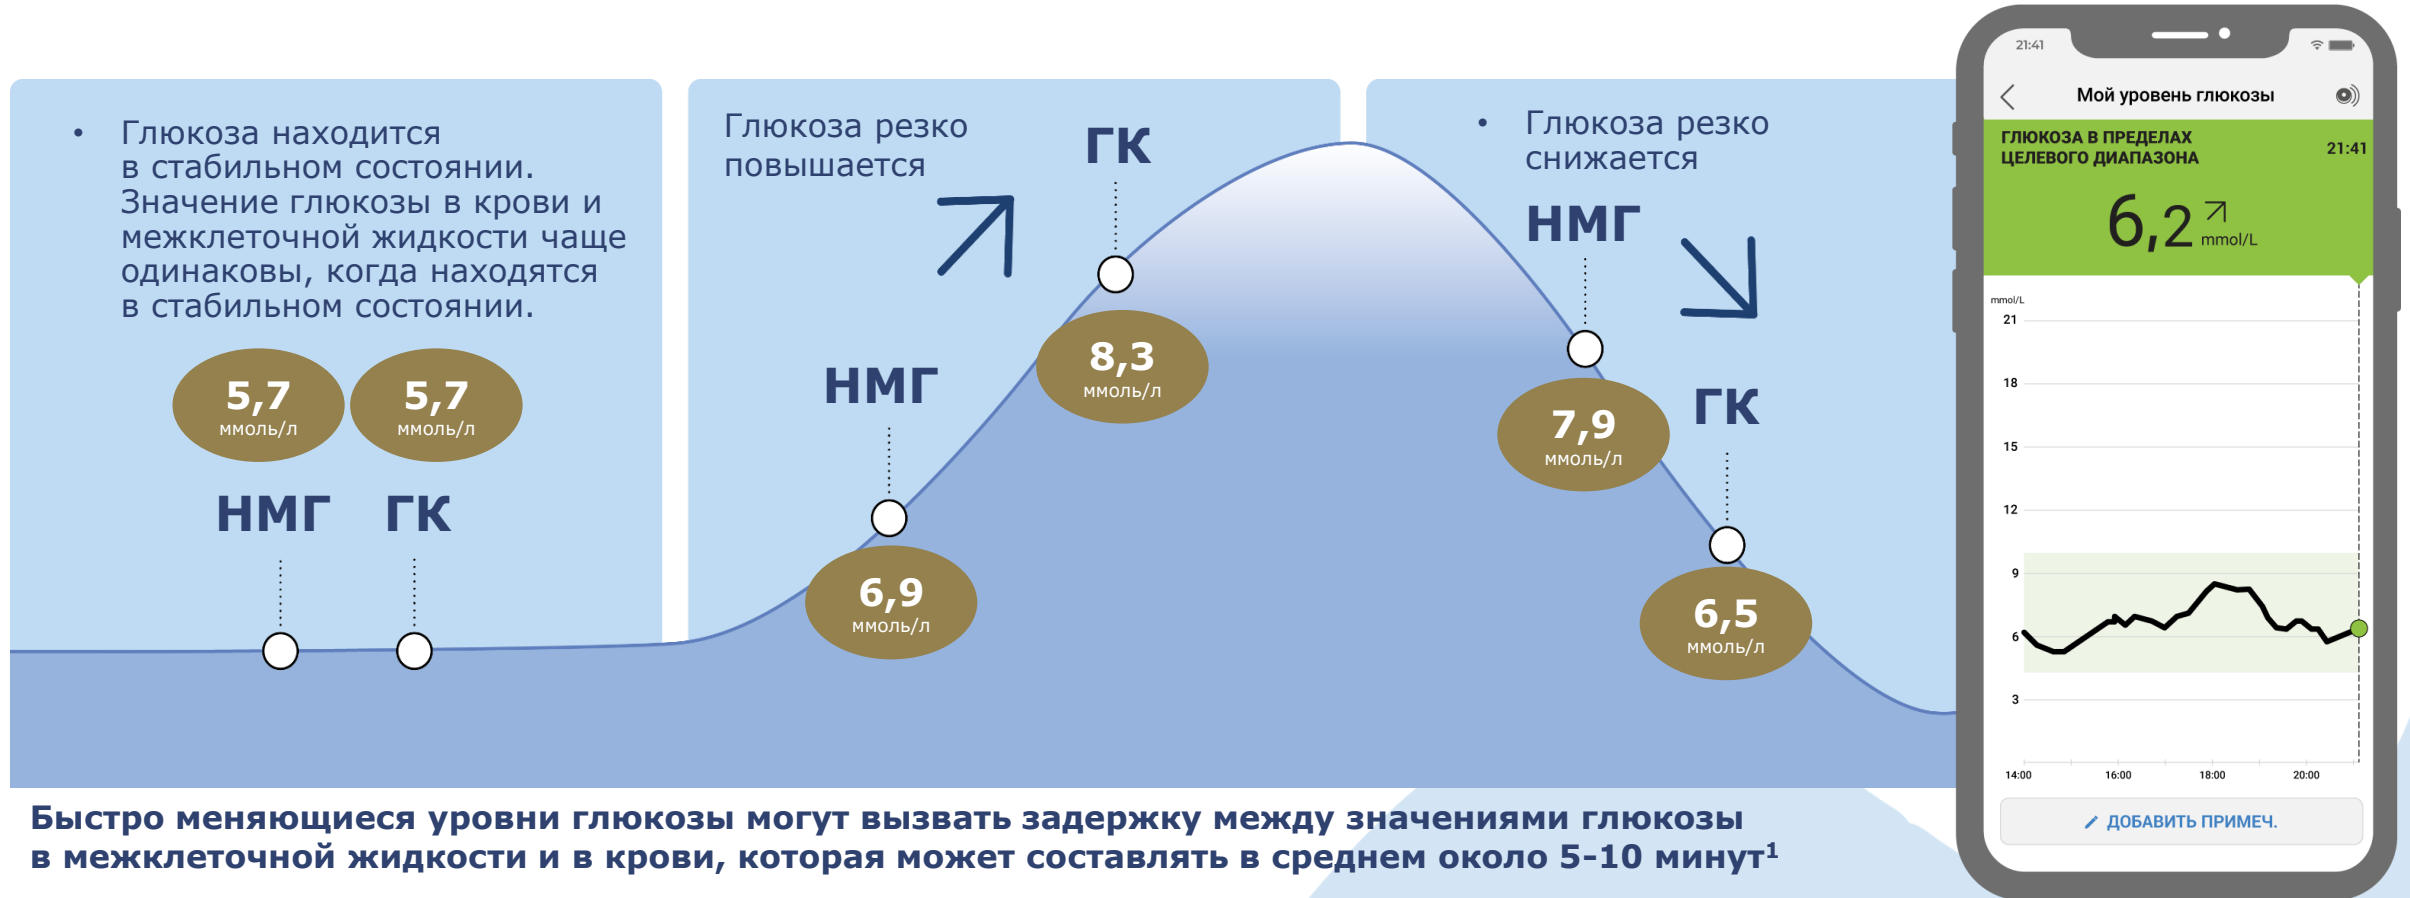 • Глюкоза находится
в стабильном состоянии.
Значение глюкозы в крови и
межклеточной жидкости чаще
одинаковы, когда находятся
в стабильном состоянии.
5,7
ммоль/л
5,7
ммоль/л
НМГ
ГК
Глюкоза резко
повышается
ГК
8,3
ммоль/л
НМГ
6,9
ммоль/л
• Глюкоза резко
снижается
НМГ
7,9
ммоль/л
ГК
6,5
ммоль/л
Быстро меняющиеся уровни глюкозы могут вызвать задержку между значениями глюкозы
в межклеточной жидкости и в крови, которая может составлять в среднем около 5-10 минут¹
21:41
Мой уровень глюкозы
ГЛЮКОЗА В ПРЕДЕЛАХ
ЦЕЛЕВОГО ДИАПАЗОНА
21:41
6,2
mmol/L
mmol/L
21
18
15
12
9
6
3
14:00 16:00 18:00 20:00
ДОБАВИТЬ ПРИМЕЧ.